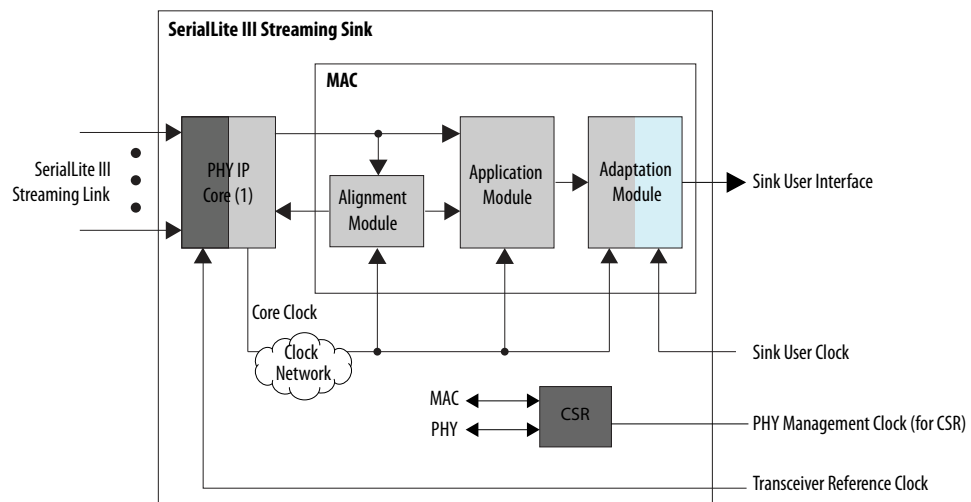 SerialLite III Streaming Sink
MAC
SerialLite III
Streaming Link
PHY IP
Core (1)
Alignment
Module
Application
Module
Adaptation
Module
Sink User Interface
Core Clock
Clock
Network
Sink User Clock
MAC
PHY
CSR
PHY Management Clock (for CSR)
Transceiver Reference Clock